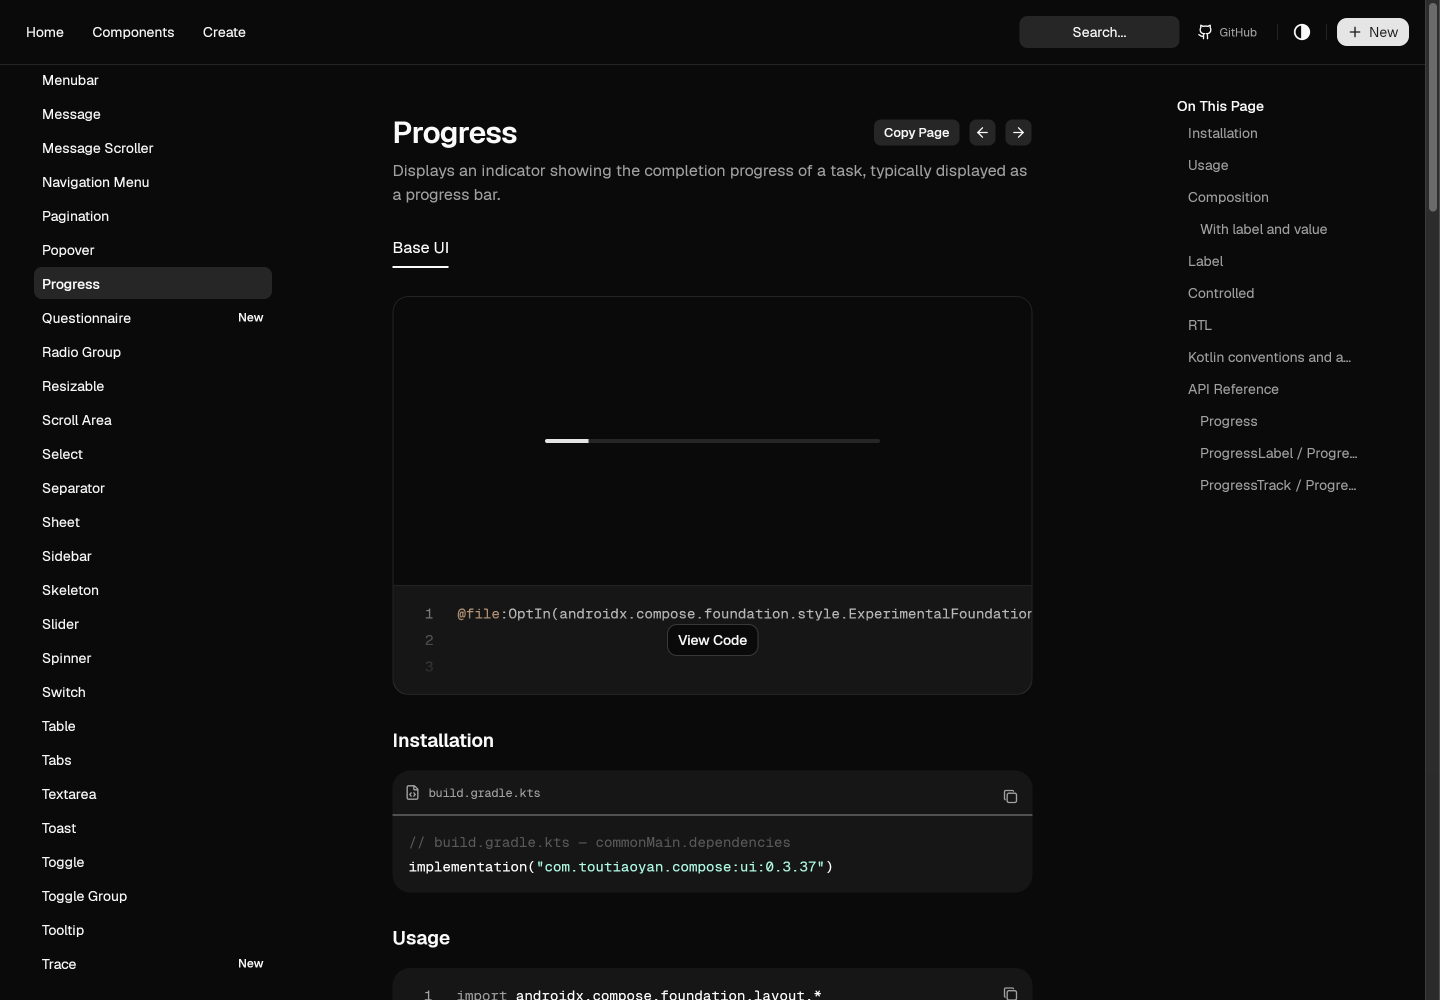 Home
Components
Create
Search...
GitHub
New
Menubar
Message
Message Scroller
Navigation Menu
Pagination
Popover
Progress
Questionnaire New
Radio Group
Resizable
Scroll Area
Select
Separator
Sheet
Sidebar
Skeleton
Slider
Spinner
Switch
Table
Tabs
Textarea
Toast
Toggle
Toggle Group
Tooltip
Trace New
Progress
Copy Page
Displays an indicator showing the completion progress of a task, typically displayed as
a progress bar.
Base UI
1 @file:OptIn(androidx.compose.foundation.style.ExperimentalFoundation
2
3
View Code
Installation
build.gradle.kts
// build.gradle.kts — commonMain.dependencies
implementation("com.toutiaoyan.compose:ui:0.3.37")
Usage
1 import androidx.compose.foundation.layout.*
On This Page
Installation
Usage
Composition
With label and value
Label
Controlled
RTL
Kotlin conventions and a...
API Reference
Progress
ProgressLabel / Progre...
ProgressTrack / Progre...